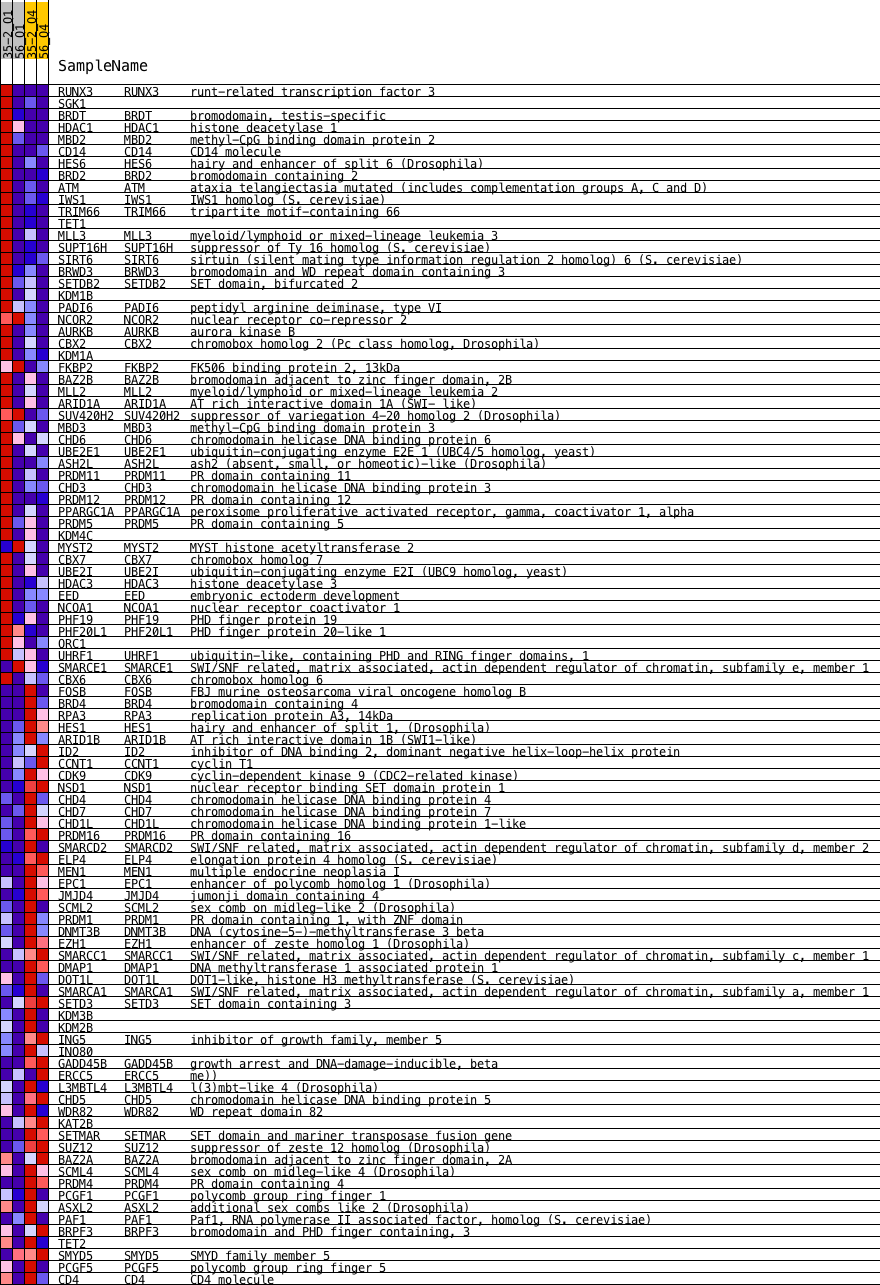 35-2_01
56_01
35-2_04
56_04
SampleName
RUNX3 RUNX3 runt-related transcription factor 3
SGK1
BRDT BRDT bromodomain, testis-specific
HDAC1 HDAC1 histone deacetylase 1
MBD2 MBD2 methyl-CpG binding domain protein 2
CD14 CD14 CD14 molecule
HES6 HES6 hairy and enhancer of split 6 (Drosophila)
BRD2 BRD2 bromodomain containing 2
ATM ATM ataxia telangiectasia mutated (includes complementation groups A, C and D)
IWS1 IWS1 IWS1 homolog (S. cerevisiae)
TRIM66 TRIM66 tripartite motif-containing 66
TET1
MLL3 MLL3 myeloid/lymphoid or mixed-lineage leukemia 3
SUPT16H SUPT16H suppressor of Ty 16 homolog (S. cerevisiae)
SIRT6 SIRT6 sirtuin (silent mating type information regulation 2 homolog) 6 (S. cerevisiae)
BRWD3 BRWD3 bromodomain and WD repeat domain containing 3
SETDB2 SETDB2 SET domain, bifurcated 2
KDM1B
PADI6 PADI6 peptidyl arginine deiminase, type VI
NCOR2 NCOR2 nuclear receptor co-repressor 2
AURKB AURKB aurora kinase B
CBX2 CBX2 chromobox homolog 2 (Pc class homolog, Drosophila)
KDM1A
FKBP2 FKBP2 FK506 binding protein 2, 13kDa
BAZ2B BAZ2B bromodomain adjacent to zinc finger domain, 2B
MLL2 MLL2 myeloid/lymphoid or mixed-lineage leukemia 2
ARID1A ARID1A AT rich interactive domain 1A (SWI- like)
SUV420H2 SUV420H2 suppressor of variegation 4-20 homolog 2 (Drosophila)
MBD3 MBD3 methyl-CpG binding domain protein 3
CHD6 CHD6 chromodomain helicase DNA binding protein 6
UBE2E1 UBE2E1 ubiquitin-conjugating enzyme E2E 1 (UBC4/5 homolog, yeast)
ASH2L ASH2L ash2 (absent, small, or homeotic)-like (Drosophila)
PRDM11 PRDM11 PR domain containing 11
CHD3 CHD3 chromodomain helicase DNA binding protein 3
PRDM12 PRDM12 PR domain containing 12
PPARGC1A PPARGC1A peroxisome proliferative activated receptor, gamma, coactivator 1, alpha
PRDM5 PRDM5 PR domain containing 5
KDM4C
MYST2 MYST2 MYST histone acetyltransferase 2
CBX7 CBX7 chromobox homolog 7
UBE2I UBE2I ubiquitin-conjugating enzyme E2I (UBC9 homolog, yeast)
HDAC3 HDAC3 histone deacetylase 3
EED EED embryonic ectoderm development
NCOA1 NCOA1 nuclear receptor coactivator 1
PHF19 PHF19 PHD finger protein 19
PHF20L1 PHF20L1 PHD finger protein 20-like 1
ORC1
UHRF1 UHRF1 ubiquitin-like, containing PHD and RING finger domains, 1
SMARCE1 SMARCE1 SWI/SNF related, matrix associated, actin dependent regulator of chromatin, subfamily e, member 1
CBX6 CBX6 chromobox homolog 6
FOSB FOSB FBJ murine osteosarcoma viral oncogene homolog B
BRD4 BRD4 bromodomain containing 4
RPA3 RPA3 replication protein A3, 14kDa
HES1 HES1 hairy and enhancer of split 1, (Drosophila)
ARID1B ARID1B AT rich interactive domain 1B (SWI1-like)
ID2 ID2 inhibitor of DNA binding 2, dominant negative helix-loop-helix protein
CCNT1 CCNT1 cyclin T1
CDK9 CDK9 cyclin-dependent kinase 9 (CDC2-related kinase)
NSD1 NSD1 nuclear receptor binding SET domain protein 1
CHD4 CHD4 chromodomain helicase DNA binding protein 4
CHD7 CHD7 chromodomain helicase DNA binding protein 7
CHD1L CHD1L chromodomain helicase DNA binding protein 1-like
PRDM16 PRDM16 PR domain containing 16
SMARCD2 SMARCD2 SWI/SNF related, matrix associated, actin dependent regulator of chromatin, subfamily d, member 2
ELP4 ELP4 elongation protein 4 homolog (S. cerevisiae)
MEN1 MEN1 multiple endocrine neoplasia I
EPC1 EPC1 enhancer of polycomb homolog 1 (Drosophila)
JMJD4 JMJD4 jumonji domain containing 4
SCML2 SCML2 sex comb on midleg-like 2 (Drosophila)
PRDM1 PRDM1 PR domain containing 1, with ZNF domain
DNMT3B DNMT3B DNA (cytosine-5-)-methyltransferase 3 beta
EZH1 EZH1 enhancer of zeste homolog 1 (Drosophila)
SMARCC1 SMARCC1 SWI/SNF related, matrix associated, actin dependent regulator of chromatin, subfamily c, member 1
DMAP1 DMAP1 DNA methyltransferase 1 associated protein 1
DOT1L DOT1L DOT1-like, histone H3 methyltransferase (S. cerevisiae)
SMARCA1 SMARCA1 SWI/SNF related, matrix associated, actin dependent regulator of chromatin, subfamily a, member 1
SETD3 SETD3 SET domain containing 3
KDM3B
KDM2B
ING5 ING5 inhibitor of growth family, member 5
INO80
GADD45B GADD45B growth arrest and DNA-damage-inducible, beta
ERCC5 ERCC5 me))
L3MBTL4 L3MBTL4 l(3)mbt-like 4 (Drosophila)
CHD5 CHD5 chromodomain helicase DNA binding protein 5
WDR82 WDR82 WD repeat domain 82
KAT2B
SETMAR SETMAR SET domain and mariner transposase fusion gene
SUZ12 SUZ12 suppressor of zeste 12 homolog (Drosophila)
BAZ2A BAZ2A bromodomain adjacent to zinc finger domain, 2A
SCML4 SCML4 sex comb on midleg-like 4 (Drosophila)
PRDM4 PRDM4 PR domain containing 4
PCGF1 PCGF1 polycomb group ring finger 1
ASXL2 ASXL2 additional sex combs like 2 (Drosophila)
PAF1 PAF1 Paf1, RNA polymerase II associated factor, homolog (S. cerevisiae)
BRPF3 BRPF3 bromodomain and PHD finger containing, 3
TET2
SMYD5 SMYD5 SMYD family member 5
PCGF5 PCGF5 polycomb group ring finger 5
CD4 CD4 CD4 molecule